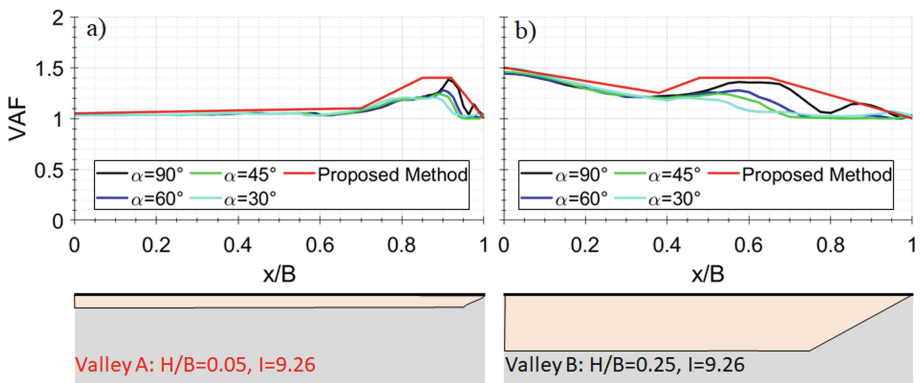 a)
VAF
2
1.5
1
0.5
0
α=90° α=45° Proposed Method
α=60° α=30°
0 0.2 0.4 0.6 0.8 1
x/B
Valley A: H/B=0.05, I=9.26
b)
α=90° α=45° Proposed Method
α=60° α=30°
0 0.2 0.4 0.6 0.8 1
x/B
Valley B: H/B=0.25, I=9.26